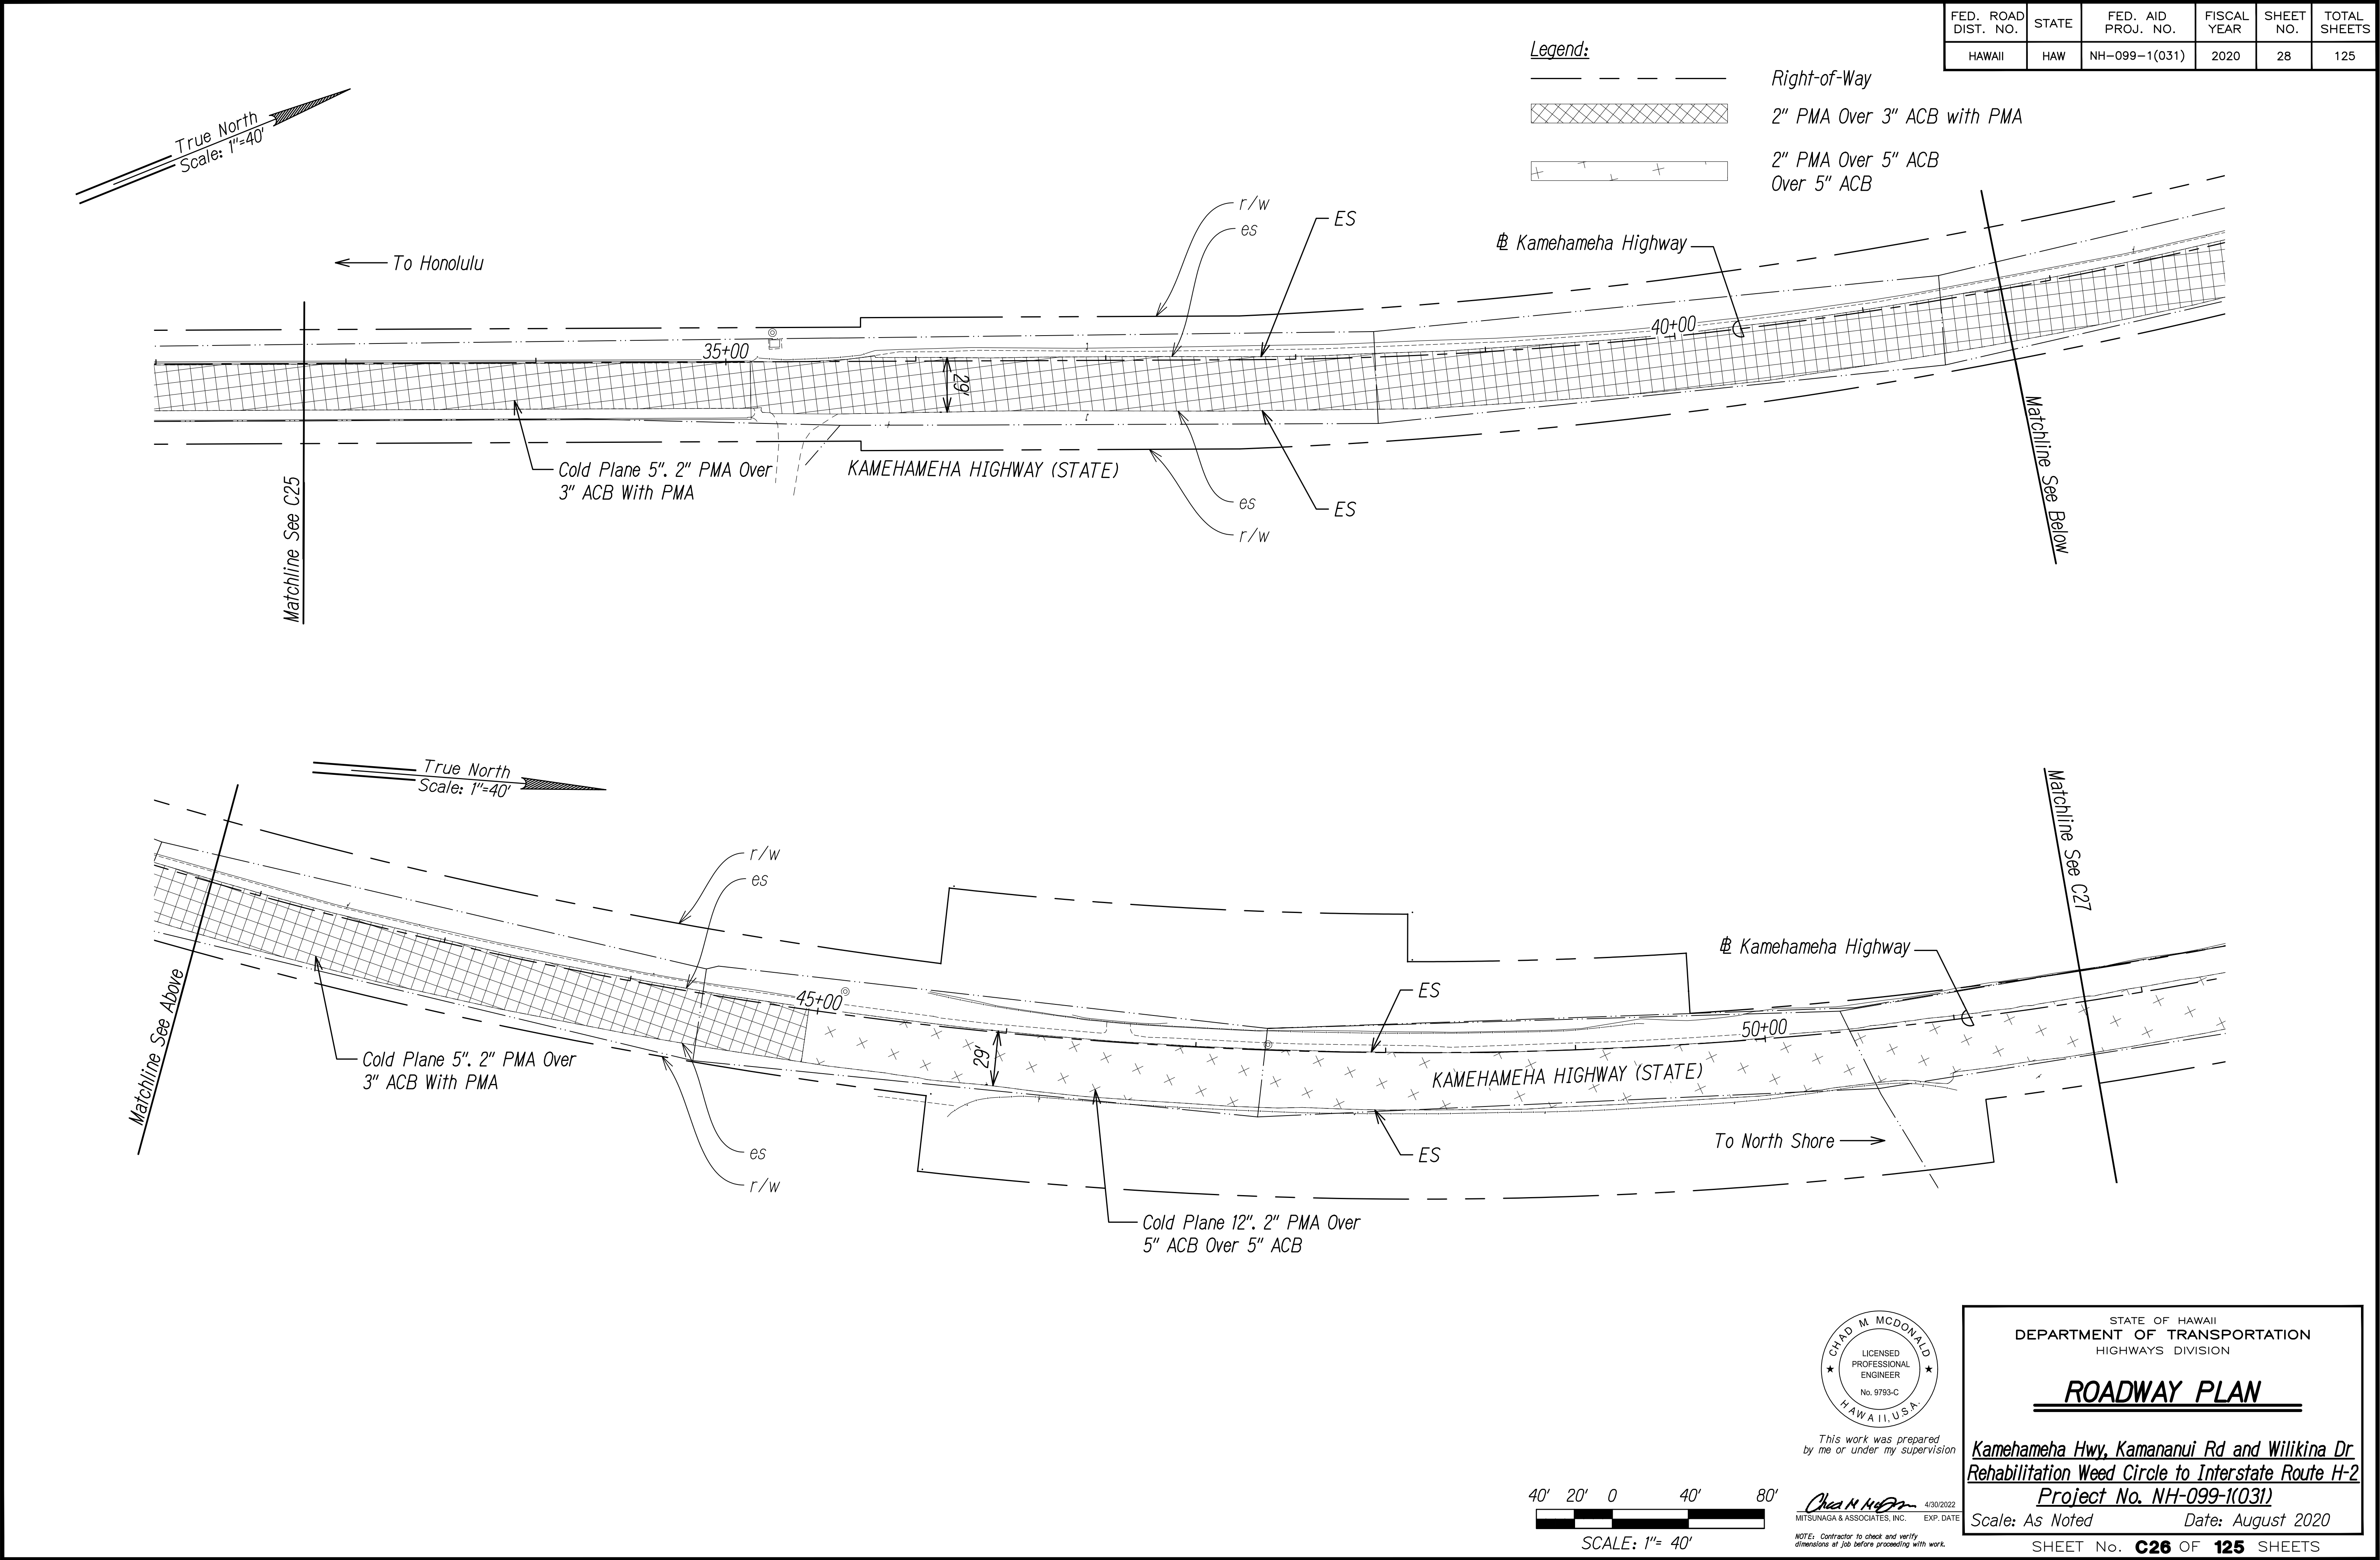 FED. ROAD DIST. NO.
STATE
FED. AID PROJ. NO.
FISCAL YEAR
SHEET NO.
TOTAL SHEETS
HAWAII
HAW
NH-099-1(031)
2020
28
125
Legend:
Right-of-Way
2" PMA Over 3" ACB with PMA
2" PMA Over 5" ACB
Over 5" ACB
True North
Scale: 1"=40'
To Honolulu
r/w
es
ES
Kamehameha Highway
35+00
40+00
29'
Cold Plane 5". 2" PMA Over
3" ACB With PMA
KAMEHAMEHA HIGHWAY (STATE)
es
ES
r/w
Matchline See C25
Matchline See Below
True North
Scale: 1"=40'
Matchline See Above
Matchline See C27
r/w
es
45+00
ES
Kamehameha Highway
50+00
29'
KAMEHAMEHA HIGHWAY (STATE)
Cold Plane 5". 2" PMA Over
3" ACB With PMA
es
r/w
ES
To North Shore
Cold Plane 12". 2" PMA Over
5" ACB Over 5" ACB
CHAD M. MCDONALD
LICENSED
PROFESSIONAL
ENGINEER
No. 9793-C
HAWAII, U.S.A.
This work was prepared
by me or under my supervision
4/30/2022
MITSUNAGA & ASSOCIATES, INC. EXP. DATE
NOTE: Contractor to check and verify
dimensions at job before proceeding with work.
40' 20' 0 40' 80'
SCALE: 1"= 40'
STATE OF HAWAII
DEPARTMENT OF TRANSPORTATION
HIGHWAYS DIVISION
ROADWAY PLAN
Kamehameha Hwy, Kamananui Rd and Wilikina Dr
Rehabilitation Weed Circle to Interstate Route H-2
Project No. NH-099-1(031)
Scale: As Noted Date: August 2020
SHEET No. C26 OF 125 SHEETS